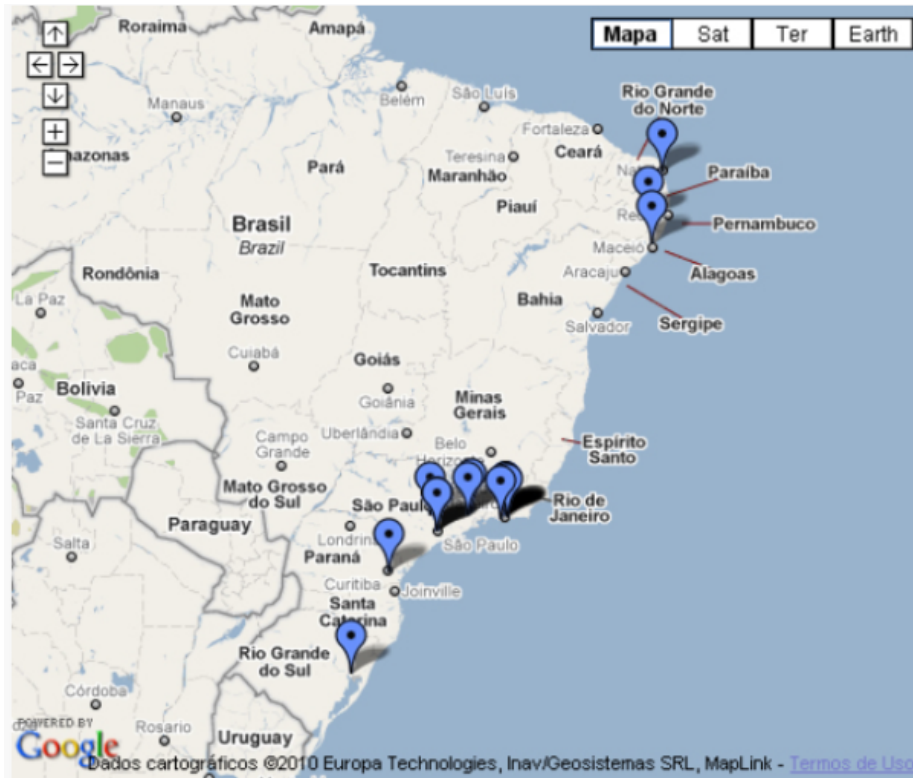 Roraima
Amapá
Mapa
Sat
Ter
Earth
Manaus
Belém
São Luís
Rio Grande
do Norte
Fortaleza
Ceará
Teresina
Maranhão
Pará
Paraíba
Piauí
Pernambuco
Brasil
Brazil
Maceió
Rondônia
Tocantins
Aracaju
Alagoas
La Paz
Mato
Grosso
Bahia
Salvador
Sergipe
Cuiabá
Goiás
Paz
Bolivia
Goiânia
Minas
Gerais
Santa Cruz
de La Sierra
Uberlândia
Campo
Grande
Belo
Espírito
Santo
Mato Grosso
do Sul
São Paulo
Rio de
Janeiro
Paraguay
Salta
Londrina
São Paulo
Paraná
Curitiba
Joinville
Santa
Catarina
Rio Grande
do Sul
Córdoba
POWERED BY
Google
Rosario
Uruguay
Dados cartográficos ©2010 Europa Technologies, Inav/Geosistemas SRL, MapLink - Termos de Uso